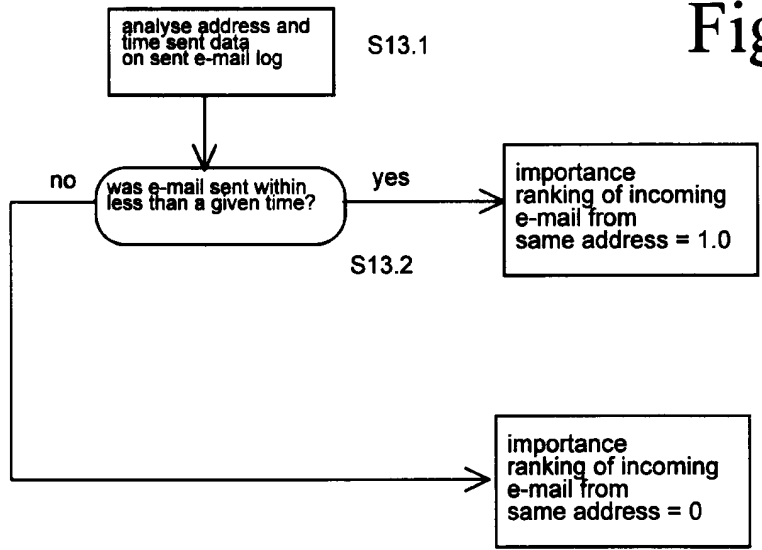 analyse address and
time sent data
on sent e-mail log
S13.1
Fig
no
was e-mail sent within
less than a given time?
yes
S13.2
importance
ranking of incoming
e-mail from
same address = 1.0
importance
ranking of incoming
e-mail from
same address = 0